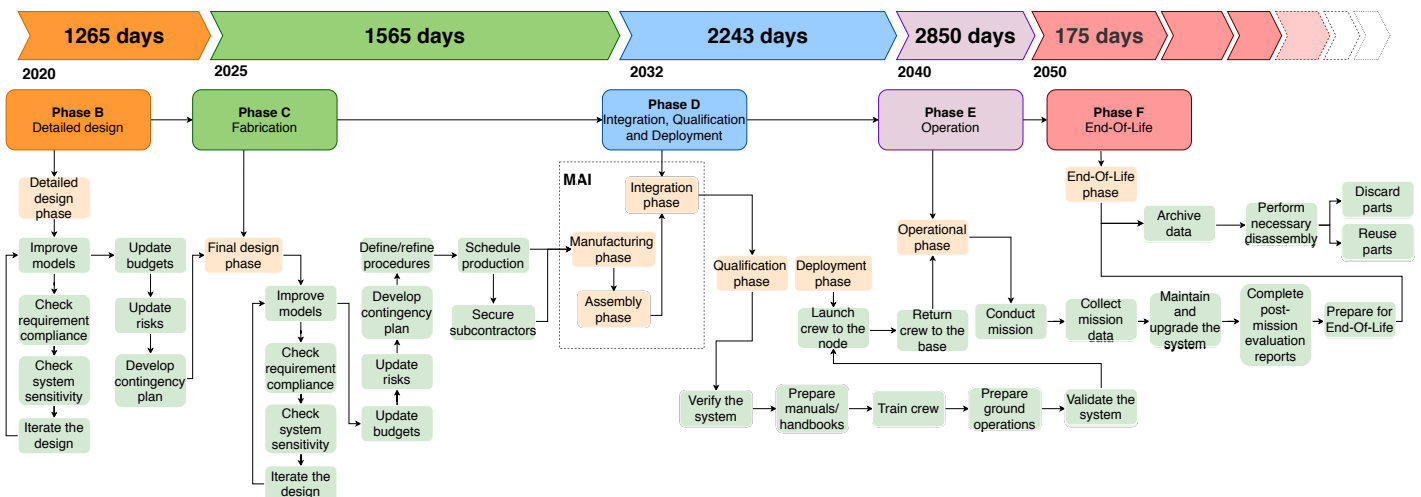 1265 days
1565 days
2243 days
2850 days
175 days
2020
2025
2032
2040
2050
Phase B
Detailed design
Phase C
Fabrication
Phase D
Integration, Qualification
and Deployment
Phase E
Operation
Phase F
End-Of-Life
Detailed
design
phase
Improve
models
Check
requirement
compliance
Check
system
sensitivity
Iterate the
design
Update
budgets
Update
risks
Develop
contingency
plan
Final design
phase
Improve
models
Check
requirement
compliance
Check
system
sensitivity
Iterate the
design
Update
budgets
Update
risks
Develop
contingency
plan
Define/refine
procedures
Schedule
production
Secure
subcontractors
MAI
Manufacturing
phase
Assembly
phase
Integration
phase
Qualification
phase
Verify the
system
Prepare
manuals/
handbooks
Train crew
Prepare
ground
operations
Validate the
system
Deployment
phase
Launch
crew to the
node
Return
crew to the
base
Operational
phase
Conduct
mission
Collect
mission
data
Maintain
and
upgrade the
system
Complete
post-
mission
evaluation
reports
Prepare for
End-Of-Life
End-Of-Life
phase
Archive
data
Perform
necessary
disassembly
Discard
parts
Reuse
parts